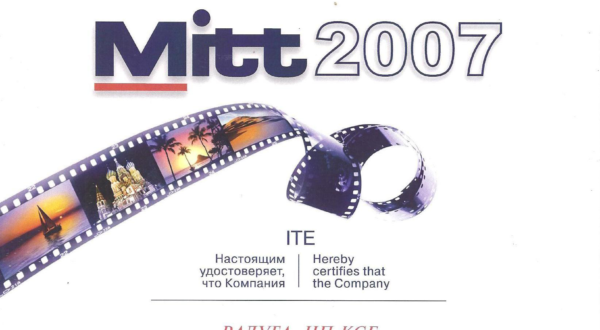 Mitt 2007
ITE
Настоящим
удостоверяет,
что Компания
Hereby
certifies that
the Company